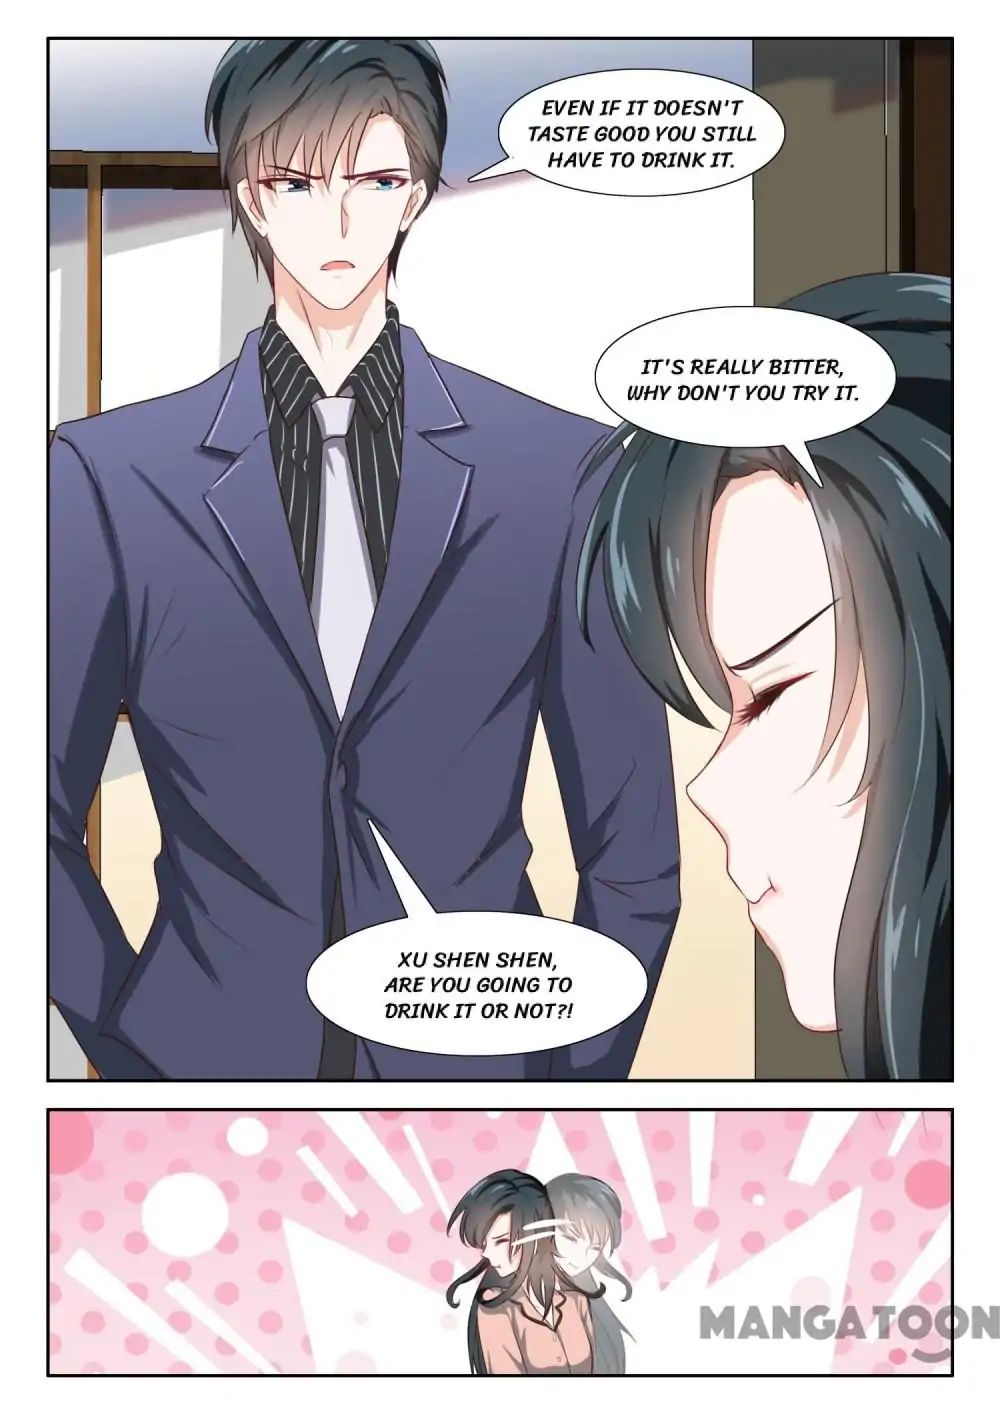 EVEN IF IT DOESN'T
TASTE GOOD YOU STILL
HAVE TO DRINK IT.
IT'S REALLY BITTER,
WHY DON'T YOU TRY IT.
XU SHEN SHEN,
ARE YOU GOING TO
DRINK IT OR NOT?!
MANGATOON